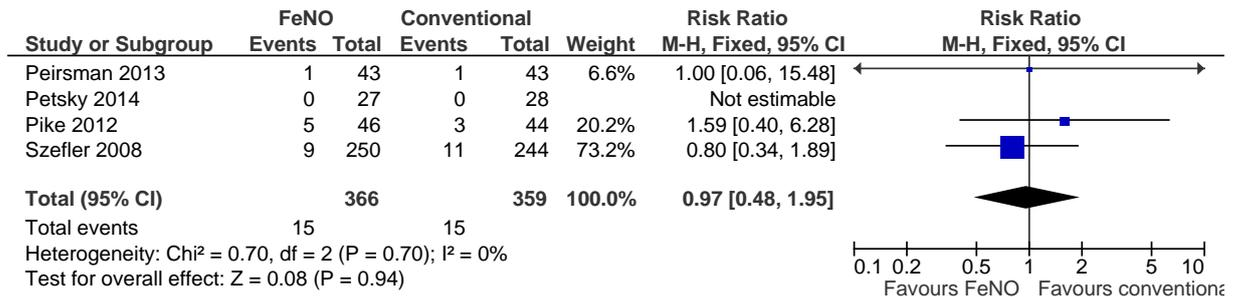 FeNO Conventional Risk Ratio Risk Ratio
Study or Subgroup Events Total Events Total Weight M-H, Fixed, 95% CI M-H, Fixed, 95% CI
Peirsman 2013 1 43 1 43 6.6% 1.00 [0.06, 15.48]
Petsky 2014 0 27 0 28 Not estimable
Pike 2012 5 46 3 44 20.2% 1.59 [0.40, 6.28]
Szefler 2008 9 250 11 244 73.2% 0.80 [0.34, 1.89]
Total (95% CI) 366 359 100.0% 0.97 [0.48, 1.95]
Total events 15 15
Heterogeneity: Chi² = 0.70, df = 2 (P = 0.70); I² = 0%
Test for overall effect: Z = 0.08 (P = 0.94)
0.1 0.2 0.5 1 2 5 10
Favours FeNO Favours conventiona